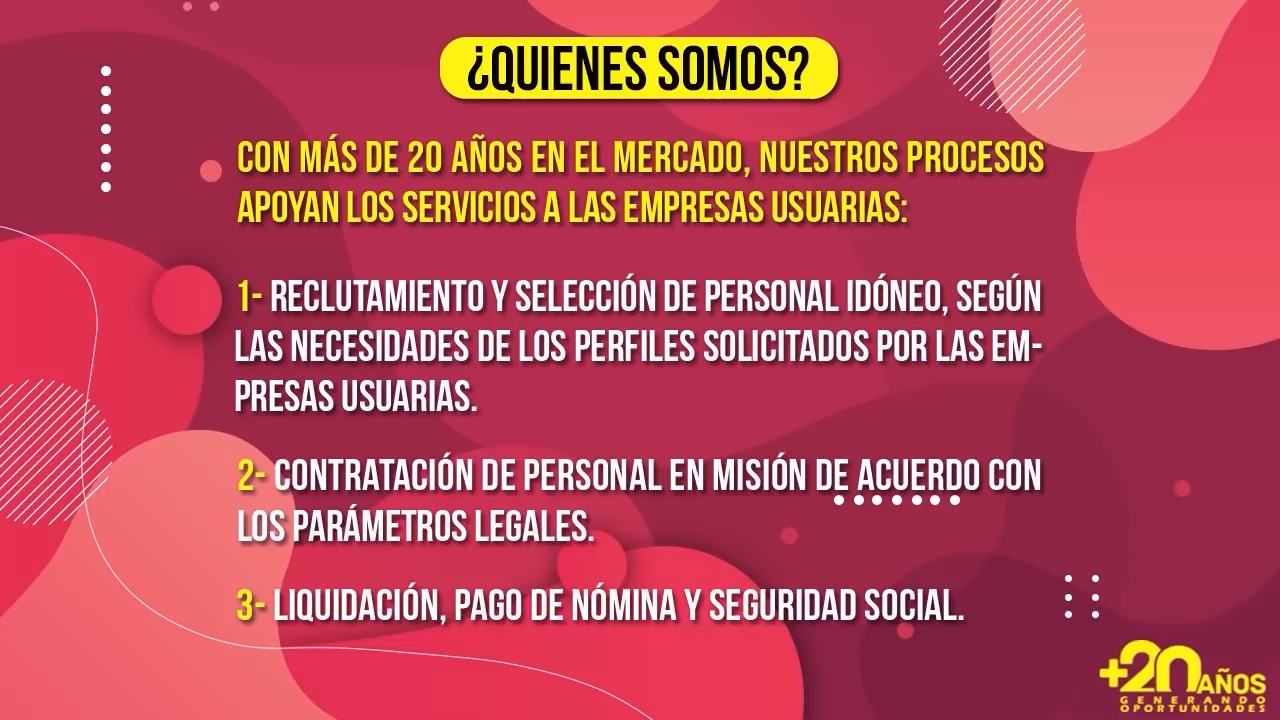 ¿QUIENES SOMOS?
CON MÁS DE 20 AÑOS EN EL MERCADO, NUESTROS PROCESOS
APOYAN LOS SERVICIOS A LAS EMPRESAS USUARIAS:
1- RECLUTAMIENTO Y SELECCIÓN DE PERSONAL IDÓNEO, SEGÚN
LAS NECESIDADES DE LOS PERFILES SOLICITADOS POR LAS EM-
PRESAS USUARIAS.
2- CONTRATACIÓN DE PERSONAL EN MISIÓN DE ACUERDO CON
LOS PARÁMETROS LEGALES.
3- LIQUIDACIÓN, PAGO DE NÓMINA Y SEGURIDAD SOCIAL.
+20 AÑOS
GENERANDO
OPORTUNIDADES